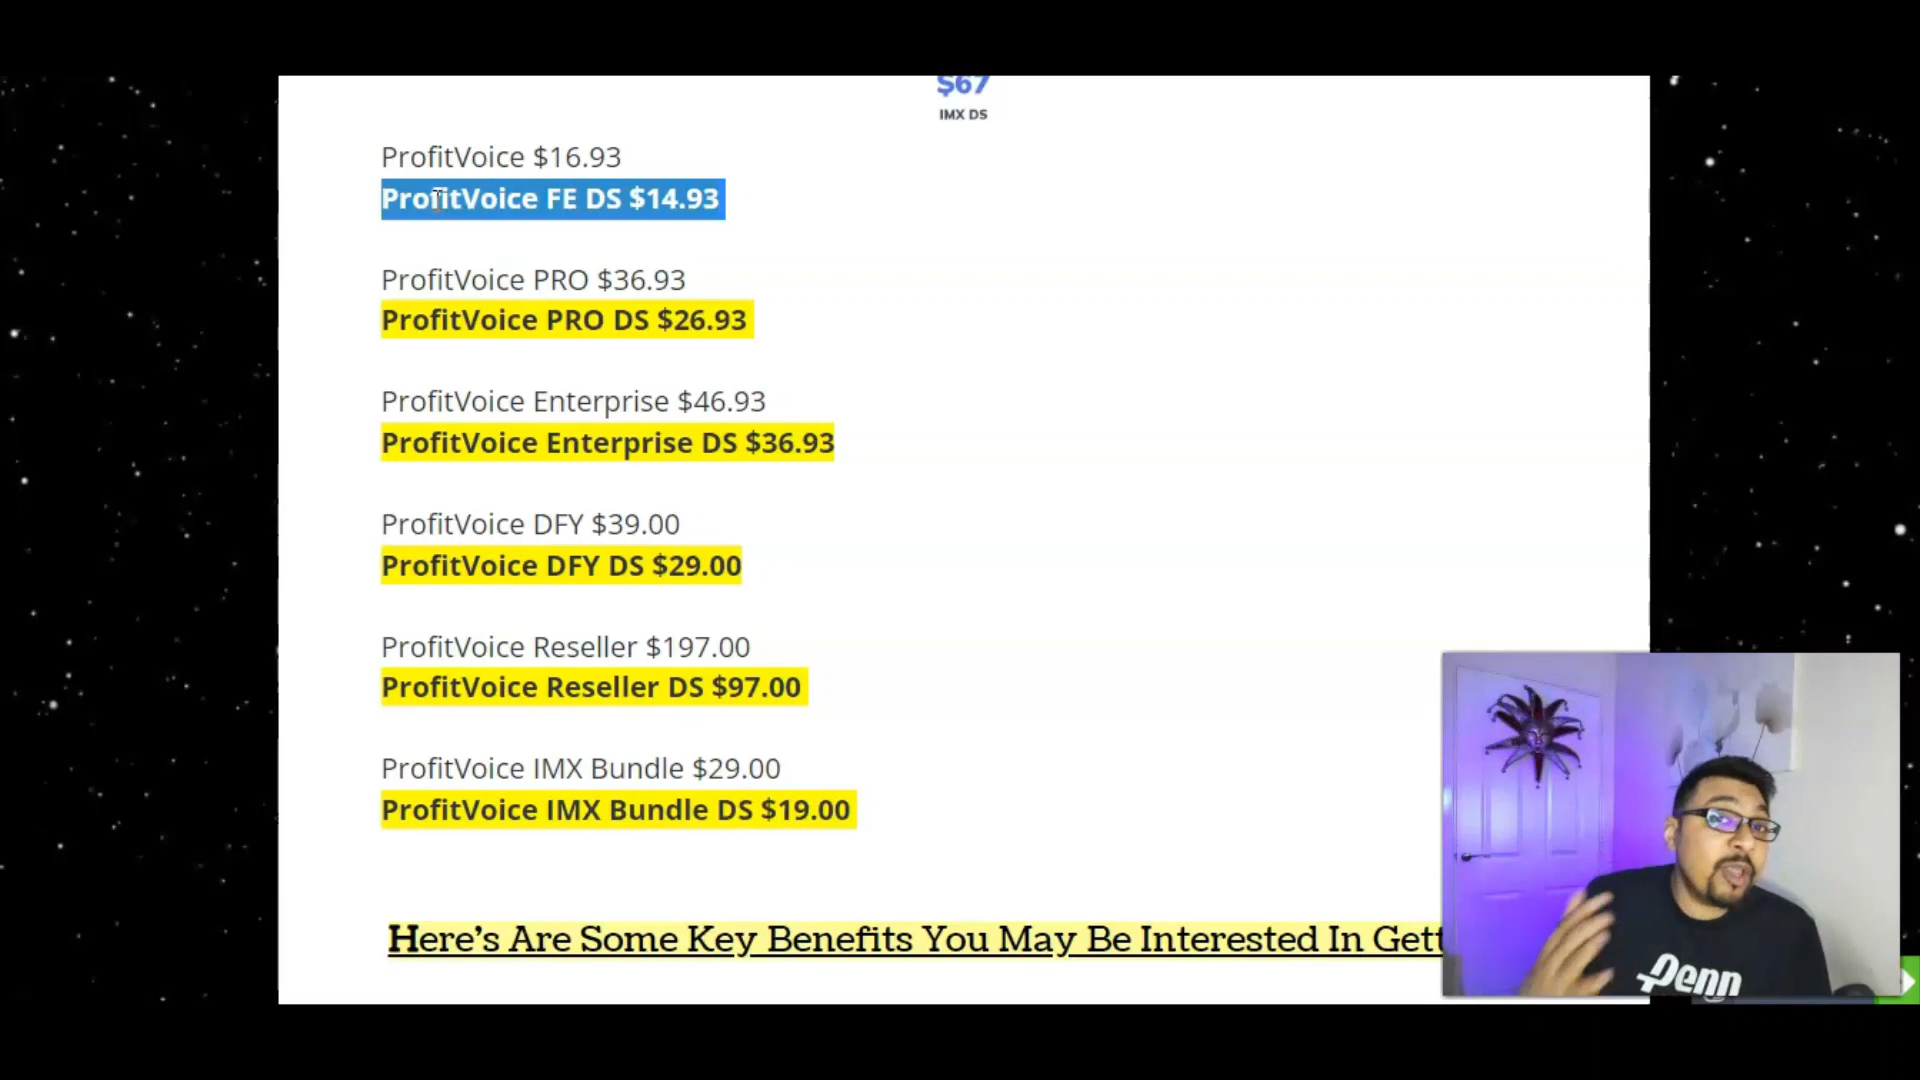 $67
IMX DS
ProfitVoice $16.93
ProfitVoice FE DS $14.93
ProfitVoice PRO $36.93
ProfitVoice PRO DS $26.93
ProfitVoice Enterprise $46.93
ProfitVoice Enterprise DS $36.93
ProfitVoice DFY $39.00
ProfitVoice DFY DS $29.00
ProfitVoice Reseller $197.00
ProfitVoice Reseller DS $97.00
ProfitVoice IMX Bundle $29.00
ProfitVoice IMX Bundle DS $19.00
Here's Are Some Key Benefits You May Be Interested In Gett
Penn